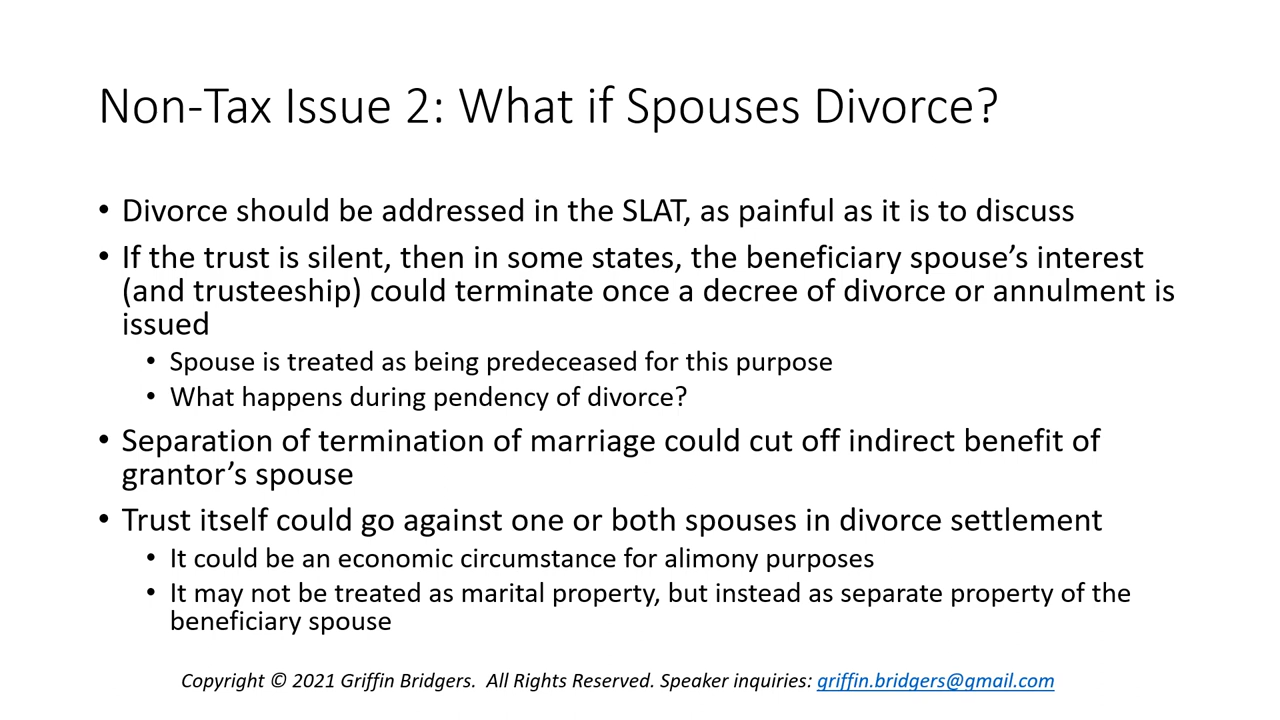 Non-Tax Issue 2: What if Spouses Divorce?
• Divorce should be addressed in the SLAT, as painful as it is to discuss
• If the trust is silent, then in some states, the beneficiary spouse’s interest
(and trusteeship) could terminate once a decree of divorce or annulment is
issued
• Spouse is treated as being predeceased for this purpose
• What happens during pendency of divorce?
• Separation of termination of marriage could cut off indirect benefit of
grantor’s spouse
• Trust itself could go against one or both spouses in divorce settlement
• It could be an economic circumstance for alimony purposes
• It may not be treated as marital property, but instead as separate property of the
beneficiary spouse
Copyright © 2021 Griffin Bridgers.  All Rights Reserved. Speaker inquiries: griffin.bridgers@gmail.com